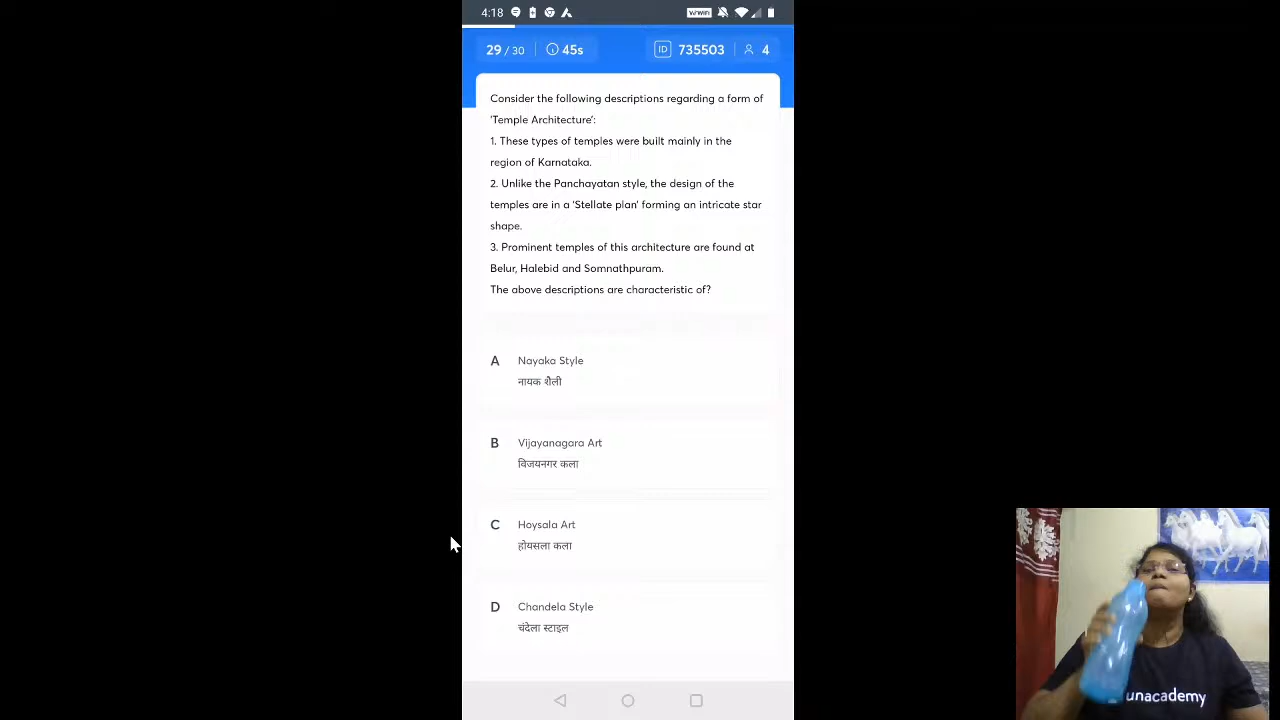 4:18
29 / 30
45s
ID 735503
4
Consider the following descriptions regarding a form of
'Temple Architecture':
1. These types of temples were built mainly in the
region of Karnataka.
2. Unlike the Panchayatan style, the design of the
temples are in a 'Stellate plan' forming an intricate star
shape.
3. Prominent temples of this architecture are found at
Belur, Halebid and Somnathpuram.
The above descriptions are characteristic of?
A Nayaka Style
नायक शैली
B Vijayanagara Art
विजयनगर कला
C Hoysala Art
होयसला कला
D Chandela Style
चंदेला स्टाइल
unacademy